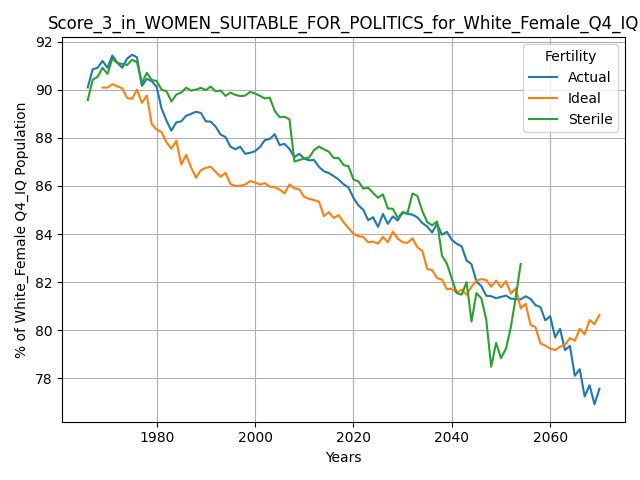 Score_3_in_WOMEN_SUITABLE_FOR_POLITICS_for_White_Female_Q4_IQ
Fertility
Actual
Ideal
Sterile
% of White_Female Q4_IQ Population
92
90
88
86
84
82
80
78
1980 2000 2020 2040 2060
Years